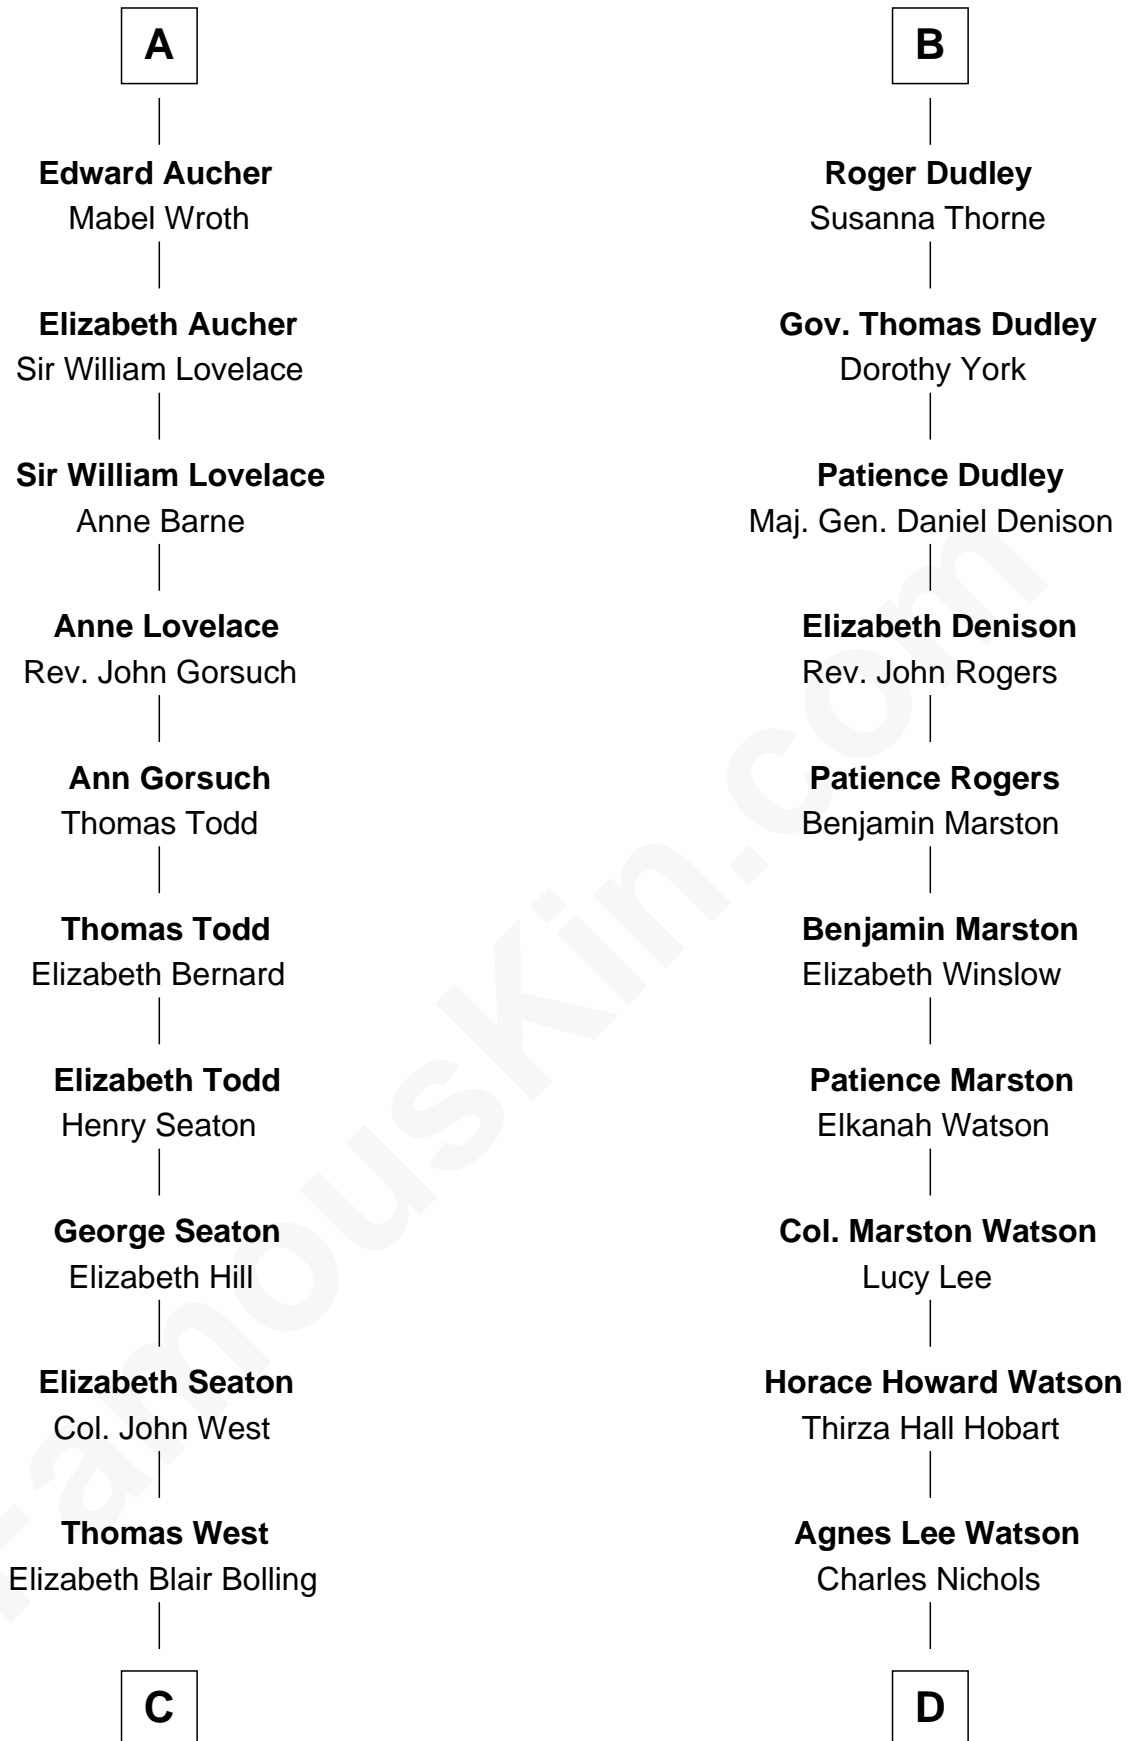 A
Edward Aucher
Mabel Wroth
Elizabeth Aucher
Sir William Lovelace
Sir William Lovelace
Anne Barne
Anne Lovelace
Rev. John Gorsuch
Ann Gorsuch
Thomas Todd
Thomas Todd
Elizabeth Bernard
Elizabeth Todd
Henry Seaton
George Seaton
Elizabeth Hill
Elizabeth Seaton
Col. John West
Thomas West
Elizabeth Blair Bolling
C
B
Roger Dudley
Susanna Thorne
Gov. Thomas Dudley
Dorothy York
Patience Dudley
Maj. Gen. Daniel Denison
Elizabeth Denison
Rev. John Rogers
Patience Rogers
Benjamin Marston
Benjamin Marston
Elizabeth Winslow
Patience Marston
Elkanah Watson
Col. Marston Watson
Lucy Lee
Horace Howard Watson
Thirza Hall Hobart
Agnes Lee Watson
Charles Nichols
D
FamousKin.com